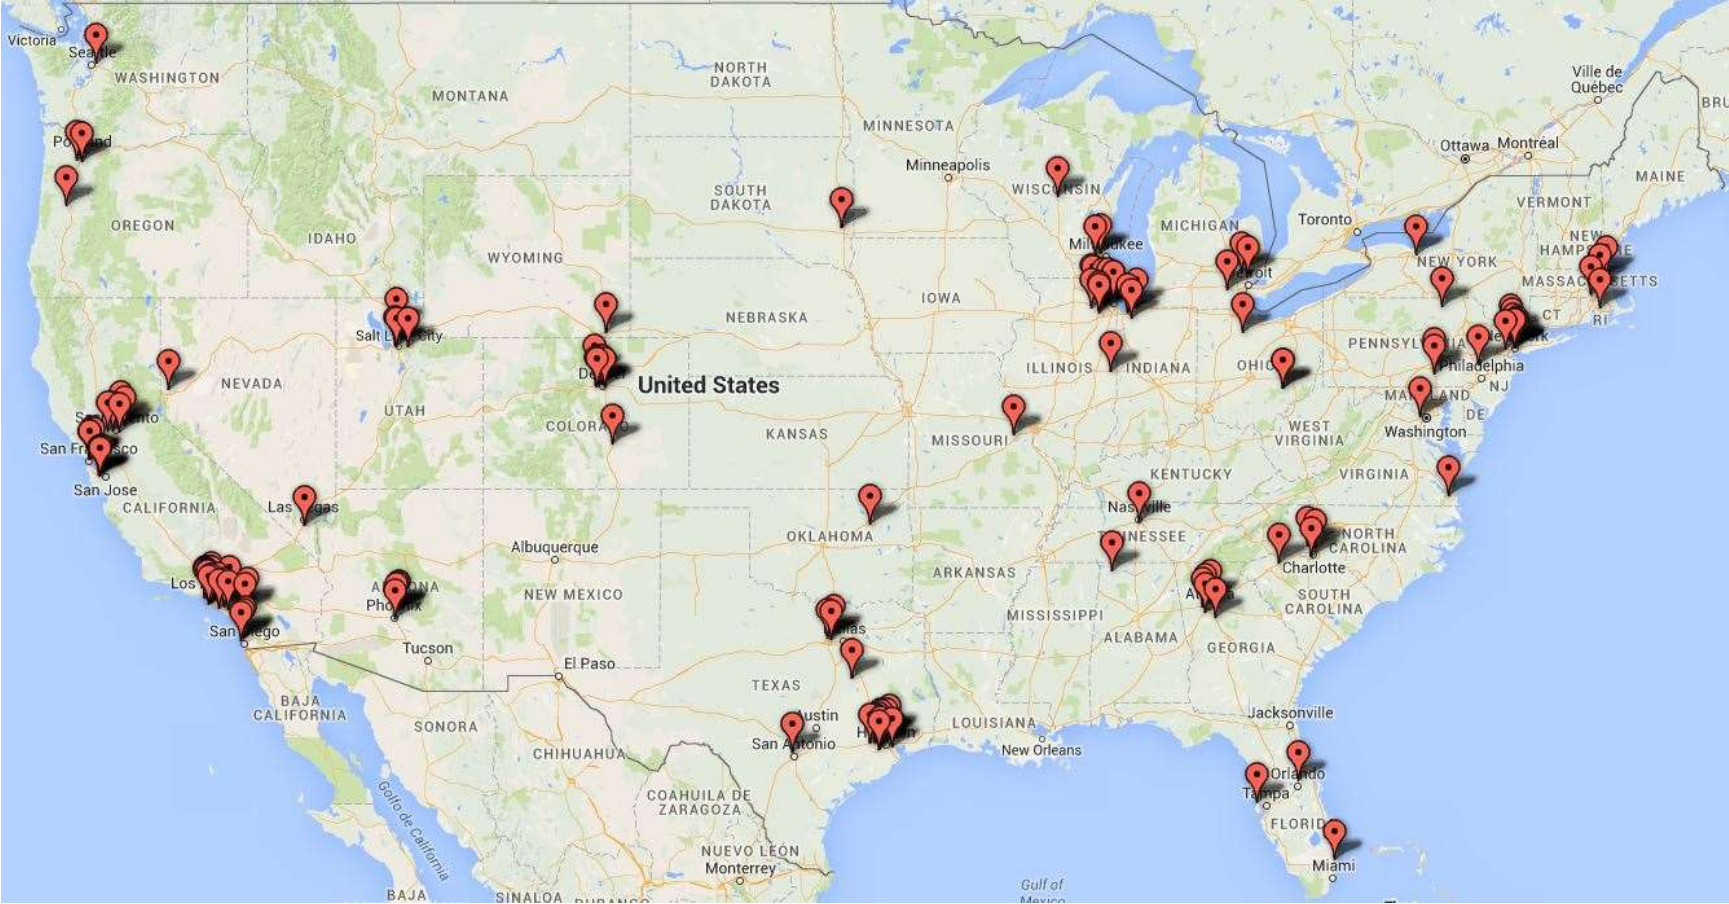 Victoria
Seattle
WASHINGTON
NORTH
DAKOTA
MONTANA
MINNESOTA
Minneapolis
WISCONSIN
Ville de
Québec
Ottawa
Montréal
MAINE
VERMONT
OREGON
IDAHO
SOUTH
DAKOTA
WYOMING
MICHIGAN
Toronto
NEW YORK
IOWA
NEBRASKA
CT
RI
NEVADA
UTAH
United States
ILLINOIS
INDIANA
Philadelphia
NJ
DE
KANSAS
MISSOURI
WEST
VIRGINIA
Washington
San Jose
CALIFORNIA
KENTUCKY
VIRGINIA
Albuquerque
OKLAHOMA
NORTH
CAROLINA
Charlotte
ARKANSAS
NEW MEXICO
SOUTH
CAROLINA
MISSISSIPPI
ALABAMA
GEORGIA
Tucson
El Paso
TEXAS
BAJA
CALIFORNIA
SONORA
Austin
San Antonio
LOUISIANA
New Orleans
Jacksonville
CHIHUAHUA
Orlando
Tampa
COAHUILA DE
ZARAGOZA
Golfo de California
NUEVO LEÓN
Monterrey
Miami
Gulf of
Mexico
BAJA
SINALOA
DURANGO